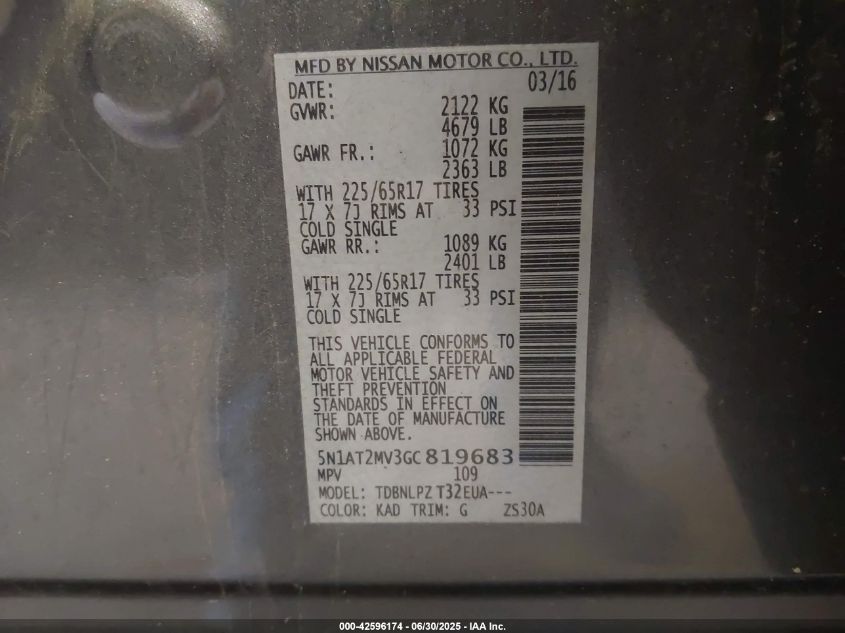 MFD BY NISSAN MOTOR CO., LTD.
DATE: 03/16
GVWR: 2122 KG
4679 LB
GAWR FR.: 1072 KG
2363 LB
WITH 225/65R17 TIRES
17 X 7J RIMS AT 33 PSI
COLD SINGLE
GAWR RR.: 1089 KG
2401 LB
WITH 225/65R17 TIRES
17 X 7J RIMS AT 33 PSI
COLD SINGLE
THIS VEHICLE CONFORMS TO
ALL APPLICABLE FEDERAL
MOTOR VEHICLE SAFETY AND
THEFT PREVENTION
STANDARDS IN EFFECT ON
THE DATE OF MANUFACTURE
SHOWN ABOVE.
5N1AT2MV3GC819683
MPV 109
MODEL: TDBNLPZ T32EUA---
COLOR: KAD TRIM: G ZS30A
000-42596174 - 06/30/2025 - IAA Inc.